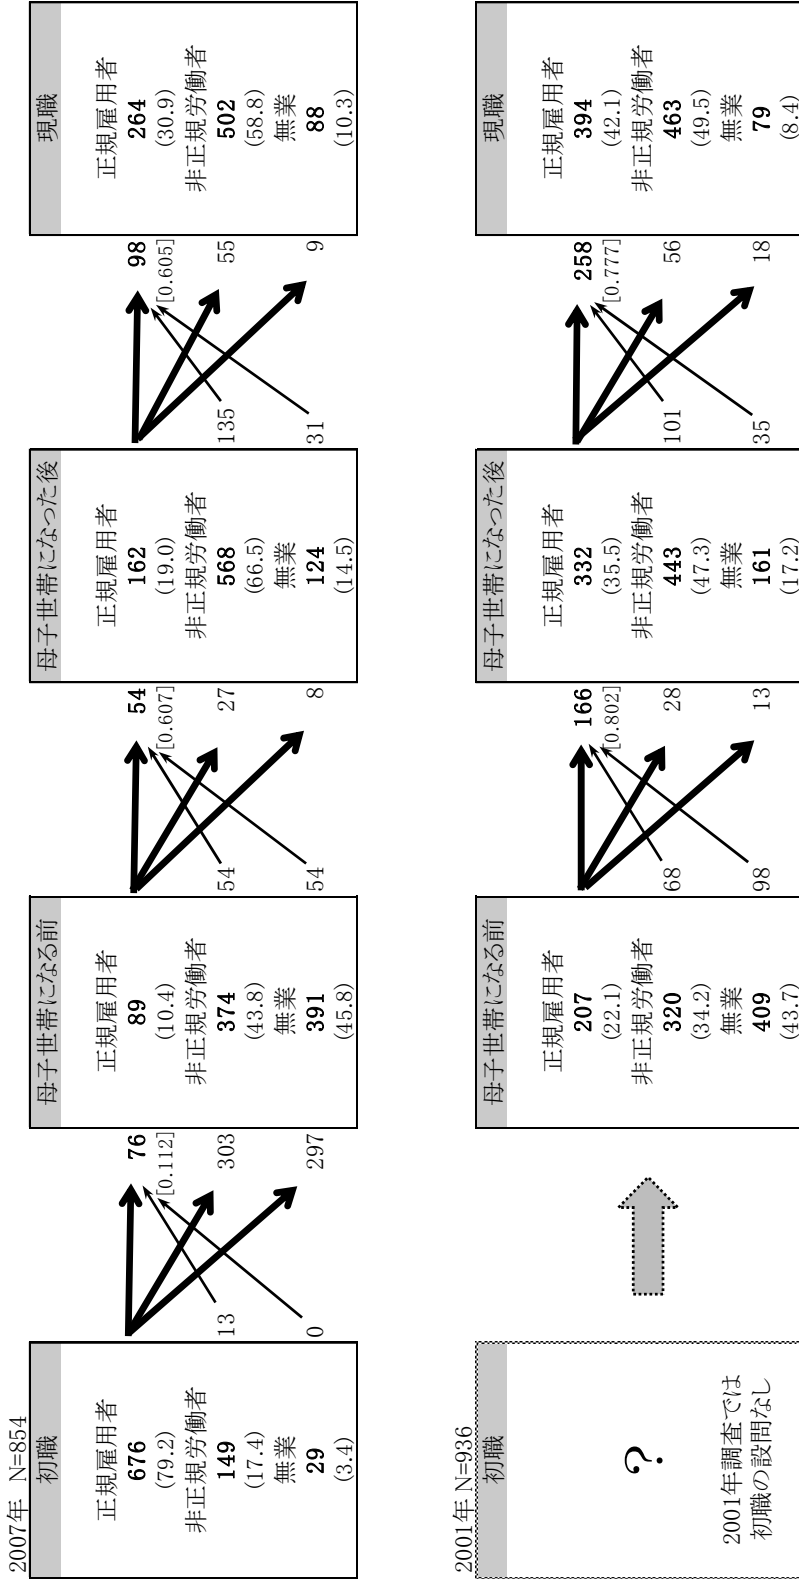 2007年 N=854
初職
正規雇用者
676
(79.2)
非正規労働者
149
(17.4)
無業
29
(3.4)
76
[0.112]
303
297
13
0
母子世帯になる前
正規雇用者
89
(10.4)
非正規労働者
374
(43.8)
無業
391
(45.8)
54
[0.607]
27
8
54
54
母子世帯になった後
正規雇用者
162
(19.0)
非正規労働者
568
(66.5)
無業
124
(14.5)
98
[0.605]
55
9
135
31
現職
正規雇用者
264
(30.9)
非正規労働者
502
(58.8)
無業
88
(10.3)
2001年 N=936
初職
?
2001年調査では
初職の設問なし
母子世帯になる前
正規雇用者
207
(22.1)
非正規労働者
320
(34.2)
無業
409
(43.7)
166
[0.802]
28
13
68
98
母子世帯になった後
正規雇用者
332
(35.5)
非正規労働者
443
(47.3)
無業
161
(17.2)
258
[0.777]
56
18
101
35
現職
正規雇用者
394
(42.1)
非正規労働者
463
(49.5)
無業
79
(8.4)